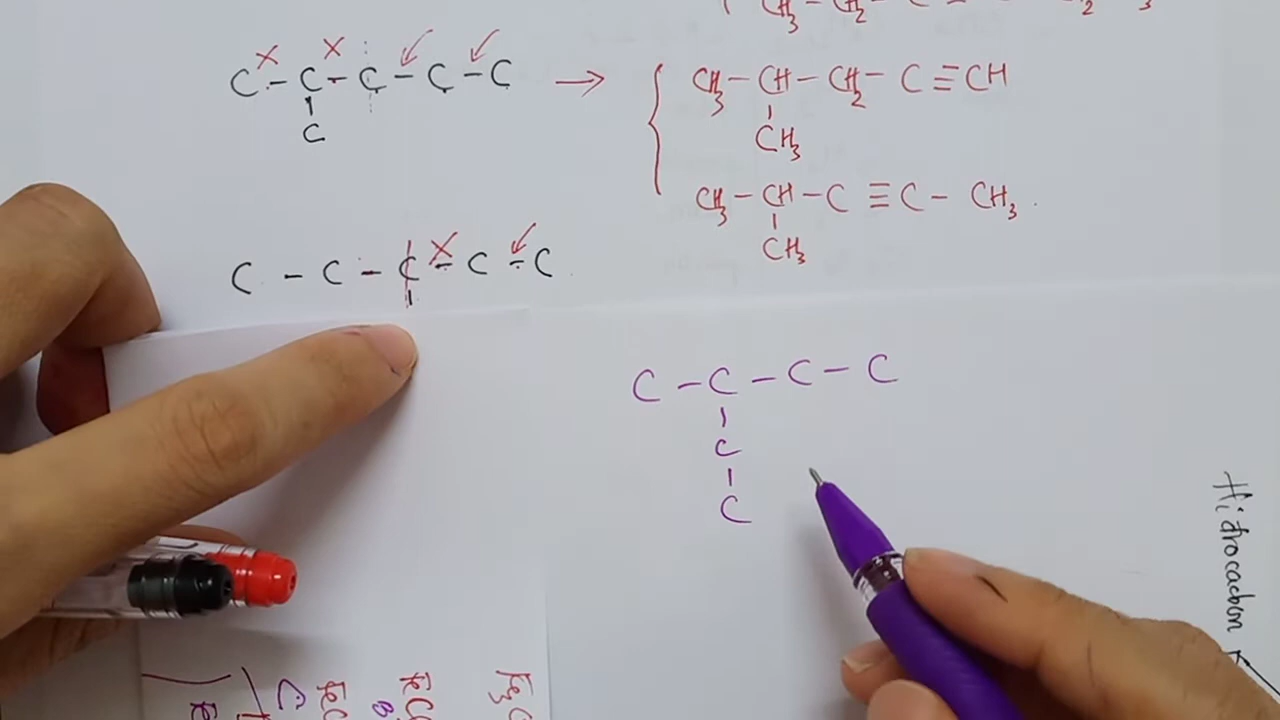 C - C - C - C - C → CH₃ - CH - CH₂ - C ≡ CH
C
CH₃
CH₃ - CH - C ≡ C - CH₃
CH₃
C - C - C - C - C
C - C - C - C
C
C
Hidrocacbon K